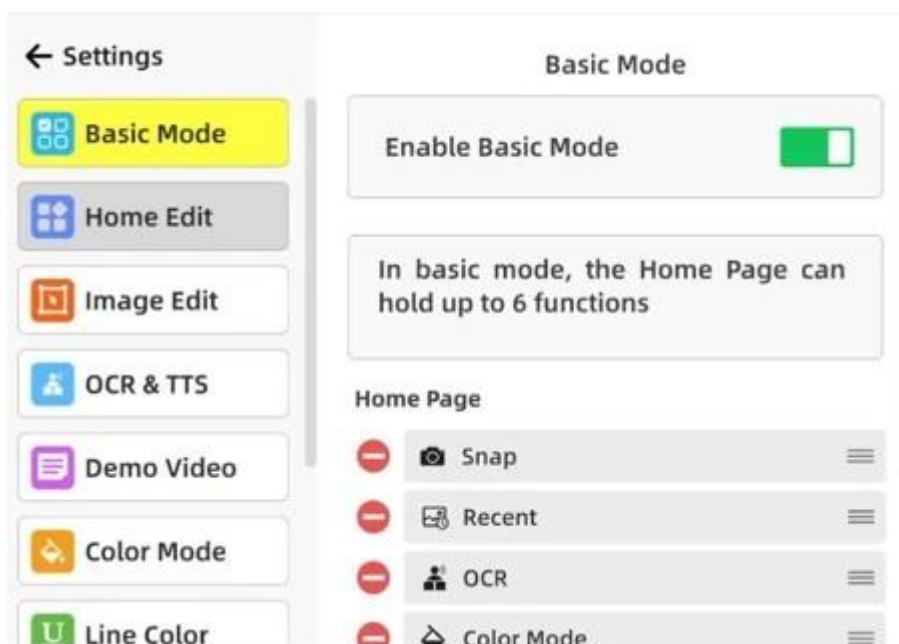 Settings
Basic Mode
Home Edit
Image Edit
OCR & TTS
Demo Video
Color Mode
U Line Color
Basic Mode
Enable Basic Mode
In basic mode, the Home Page can
hold up to 6 functions
Home Page
Snap
Recent
OCR
Color Mode